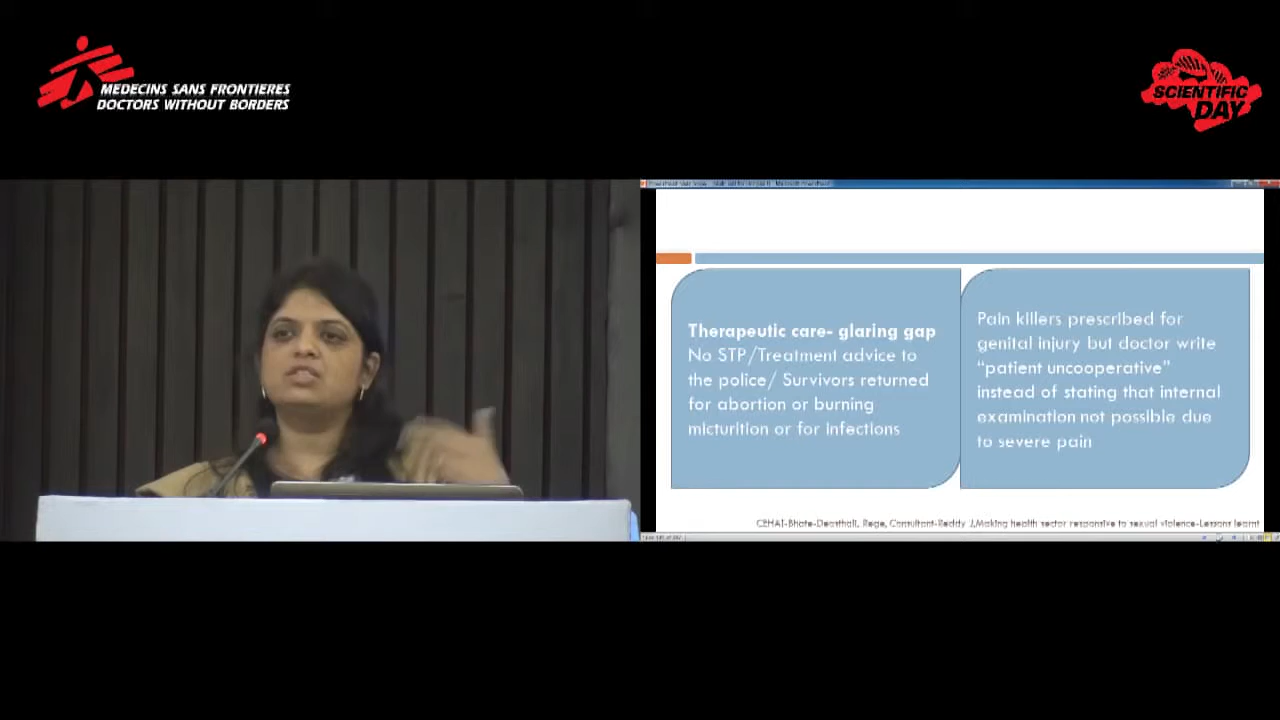 MEDECINS SANS FRONTIERES
DOCTORS WITHOUT BORDERS
SCIENTIFIC
DAY
Therapeutic care- glaring gap
No STP/Treatment advice to
the police/ Survivors returned
for abortion or burning
micturition or for infections
Pain killers prescribed for
genital injury but doctor write
“patient uncooperative”
instead of stating that internal
examination not possible due
to severe pain
CEHAT-Bhate-Deosthali, Rege, Consultant-Reddy J,Making health sector responsive to sexual violence-Lessons learnt